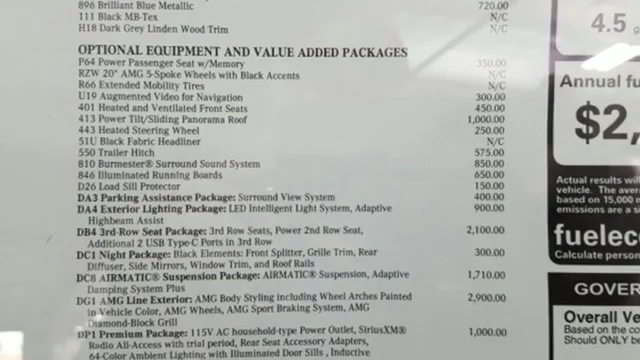 896 Brilliant Blue Metallic 720.00
111 Black MB-Tex N/C
H18 Dark Grey Linden Wood Trim N/C
OPTIONAL EQUIPMENT AND VALUE ADDED PACKAGES
P64 Power Passenger Seat w/Memory 350.00
RZW 20" AMG 5-Spoke Wheels with Black Accents N/C
R66 Extended Mobility Tires N/C
U19 Augmented Video for Navigation 300.00
401 Heated and Ventilated Front Seats 450.00
413 Power Tilt/Sliding Panorama Roof 1,000.00
443 Heated Steering Wheel 250.00
51U Black Fabric Headliner N/C
550 Trailer Hitch 575.00
810 Burmester® Surround Sound System 850.00
846 Illuminated Running Boards 650.00
D26 Load Sill Protector 150.00
DA3 Parking Assistance Package: Surround View System 400.00
DA4 Exterior Lighting Package: LED Intelligent Light System, Adaptive 900.00
Highbeam Assist
DB4 3rd-Row Seat Package: 3rd Row Seats, Power 2nd Row Seat, 2,100.00
Additional 2 USB Type-C Ports in 3rd Row
DC1 Night Package: Black Elements: Front Splitter, Grille Trim, Rear 300.00
Diffuser, Side Mirrors, Window Trim, and Roof Rails
DC8 AIRMATIC® Suspension Package: AIRMATIC® Suspension, Adaptive 1,710.00
Damping System Plus
DG1 AMG Line Exterior: AMG Body Styling including Wheel Arches Painted 2,900.00
in Vehicle Color, AMG Wheels, AMG Sport Braking System, AMG
Diamond-Block Grill
DP1 Premium Package: 115V AC household-type Power Outlet, SiriusXM® 1,000.00
Radio All-Access with trial period, Rear Seat Accessory Adapters,
64-Color Ambient Lighting with Illuminated Door Sills , Inductive
4.5 g
Annual fu
$2,
Actual results wil
vehicle. The aver
based on 15,000 m
emissions are a si
fueleco
Calculate person
GOVER
Overall Ve
Based on the co
Should ONLY be